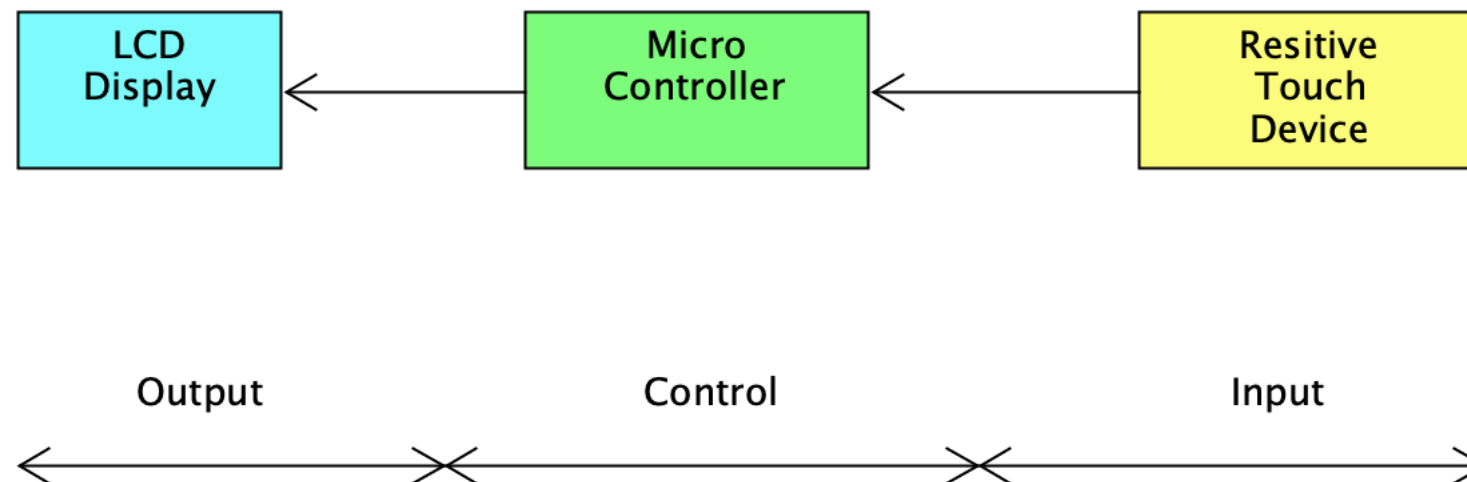 LCD
Display
Micro
Controller
Resitive
Touch
Device
Output
Control
Input